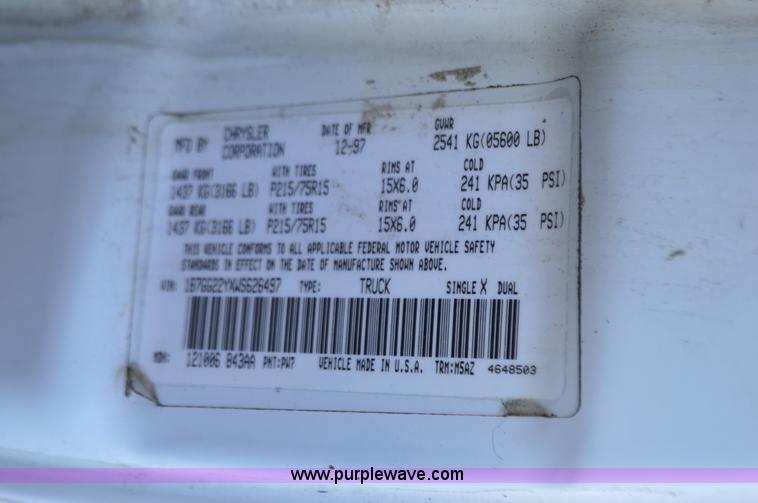 MFD BY CHRYSLER CORPORATION DATE OF MFR 12-97 GVWR 2541 KG(05600 LB)
GAWR FRONT WITH TIRES RIMS AT COLD
1437 KG(3166 LB) P215/75R15 15X6.0 241 KPA(35 PSI)
GAWR REAR WITH TIRES RIMS AT COLD
1437 KG(3166 LB) P215/75R15 15X6.0 241 KPA(35 PSI)
THIS VEHICLE CONFORMS TO ALL APPLICABLE FEDERAL MOTOR VEHICLE SAFETY
STANDARDS IN EFFECT ON THE DATE OF MANUFACTURE SHOWN ABOVE.
VIN: 1B7GG22YXWS626497 TYPE: TRUCK SINGLE X DUAL
MDH: 121006 843AA PNT:PW7 VEHICLE MADE IN U.S.A. TRM:M5AZ 4648503
www.purplewave.com